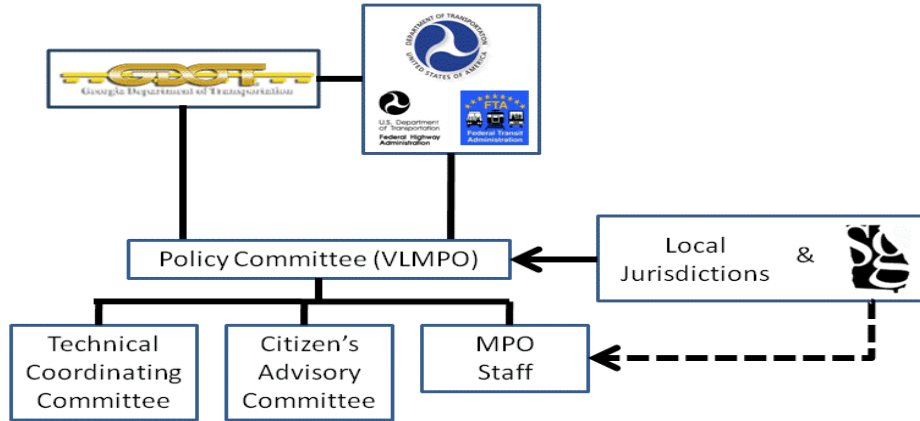 GDOT
Georgia Department of Transportation
DEPARTMENT OF TRANSPORTATION
UNITED STATES OF AMERICA
U.S. Department
of Transportation
Federal Highway
Administration
FTA
Federal Transit
Administration
Policy Committee (VLMPO)
Local
Jurisdictions
&
sg
Technical
Coordinating
Committee
Citizen’s
Advisory
Committee
MPO
Staff